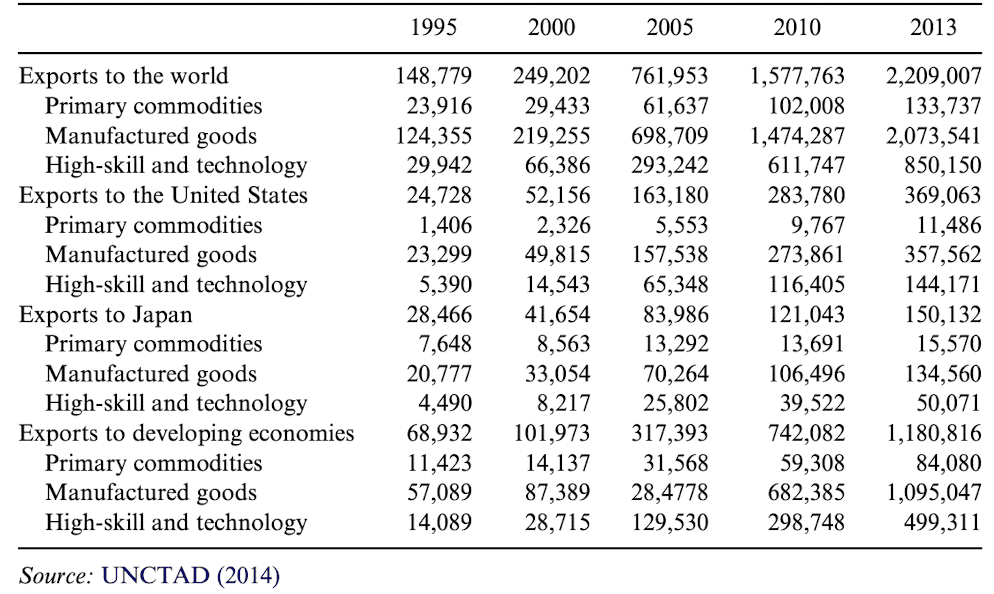 1995 2000 2005 2010 2013
Exports to the world 148,779 249,202 761,953 1,577,763 2,209,007
Primary commodities 23,916 29,433 61,637 102,008 133,737
Manufactured goods 124,355 219,255 698,709 1,474,287 2,073,541
High-skill and technology 29,942 66,386 293,242 611,747 850,150
Exports to the United States 24,728 52,156 163,180 283,780 369,063
Primary commodities 1,406 2,326 5,553 9,767 11,486
Manufactured goods 23,299 49,815 157,538 273,861 357,562
High-skill and technology 5,390 14,543 65,348 116,405 144,171
Exports to Japan 28,466 41,654 83,986 121,043 150,132
Primary commodities 7,648 8,563 13,292 13,691 15,570
Manufactured goods 20,777 33,054 70,264 106,496 134,560
High-skill and technology 4,490 8,217 25,802 39,522 50,071
Exports to developing economies 68,932 101,973 317,393 742,082 1,180,816
Primary commodities 11,423 14,137 31,568 59,308 84,080
Manufactured goods 57,089 87,389 28,4778 682,385 1,095,047
High-skill and technology 14,089 28,715 129,530 298,748 499,311
Source: UNCTAD (2014)